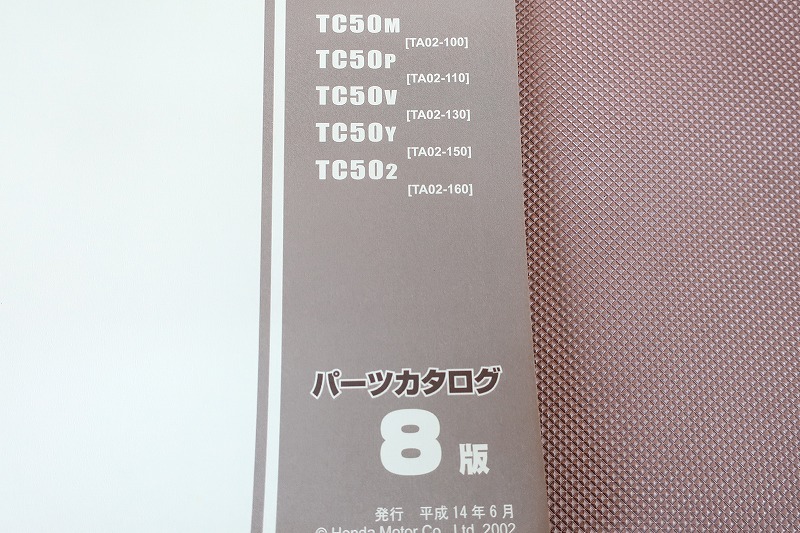 TC50M
[TA02-100]
TC50P
[TA02-110]
TC50V
[TA02-130]
TC50Y
[TA02-150]
TC502
[TA02-160]
パーツカタログ
8版
発行 平成14年6月
© Honda Motor Co., Ltd. 2002